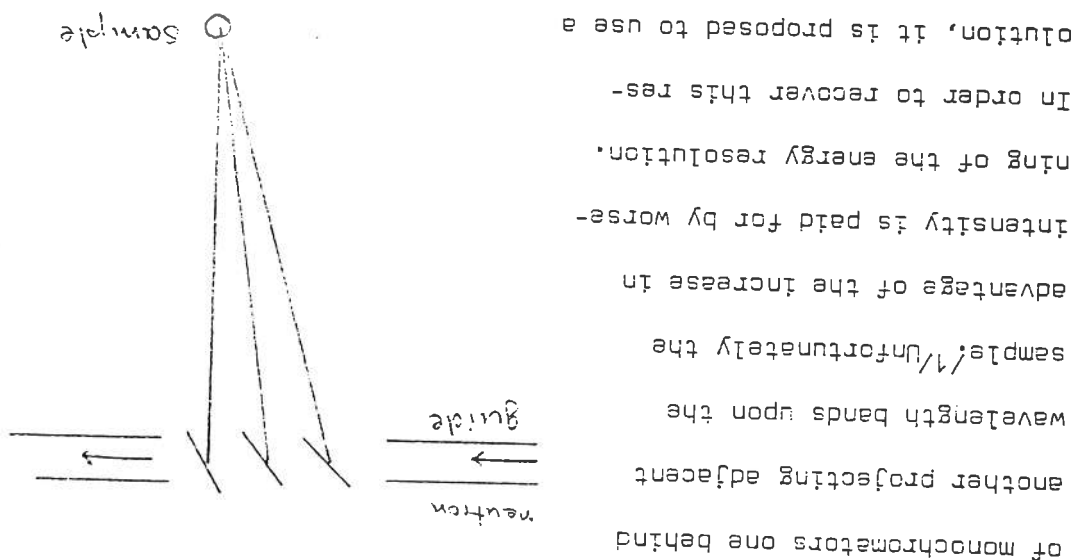 of monochromators one behind
another projecting adjacent
wavelength bands upon the
sample./1/Unfortunately the
advantage of the increase in
intensity is paid for by worse-
ning of the energy resolution.
In order to recover this res-
olution, it is proposed to use a
neutron
guide
sample